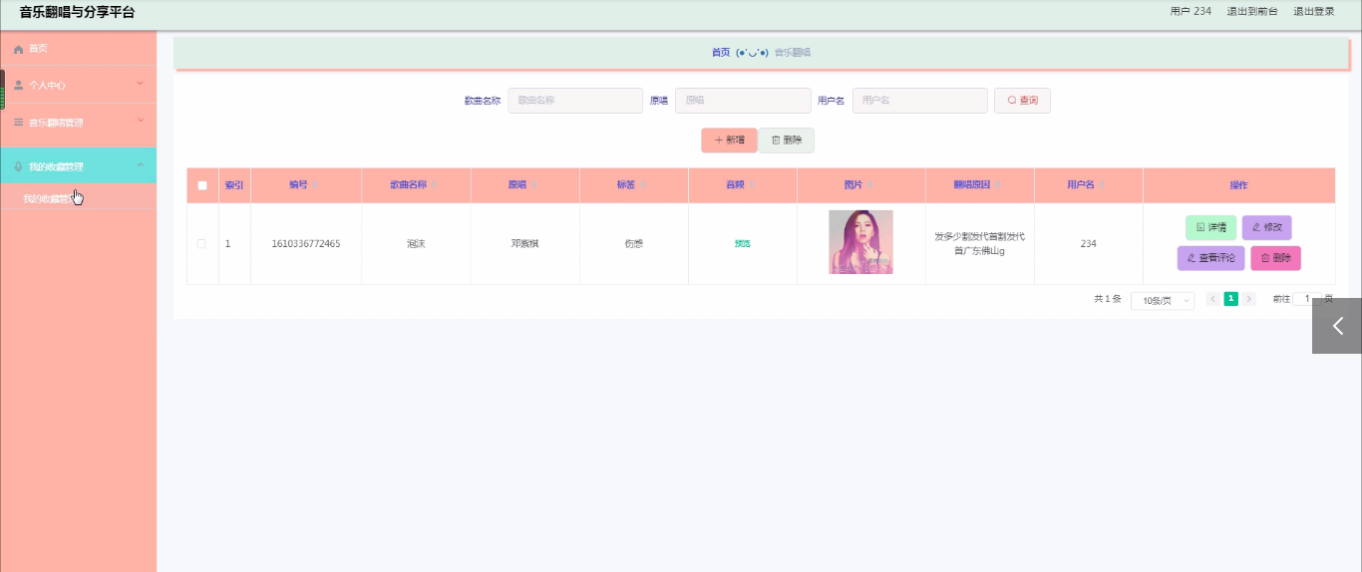 音乐翻唱与分享平台
用户 234 退出到前台 退出登录
首页
个人中心
音乐翻唱管理
我的收藏管理
我的收藏管理
首页 (●'◡'●) 音乐翻唱
歌曲名称 歌曲名称 原唱 原唱 用户名 用户名 查询
+ 新增 删除
索引 编号 歌曲名称 原唱 标签 音频 图片 翻唱原因 用户名 操作
1 1610336772465 泡沫 邓紫棋 伤感 预览 发多少割发代首割发代 234
首广东佛山g
详情 修改
查看评论 删除
共 1 条 10条/页 1 前往 1 页